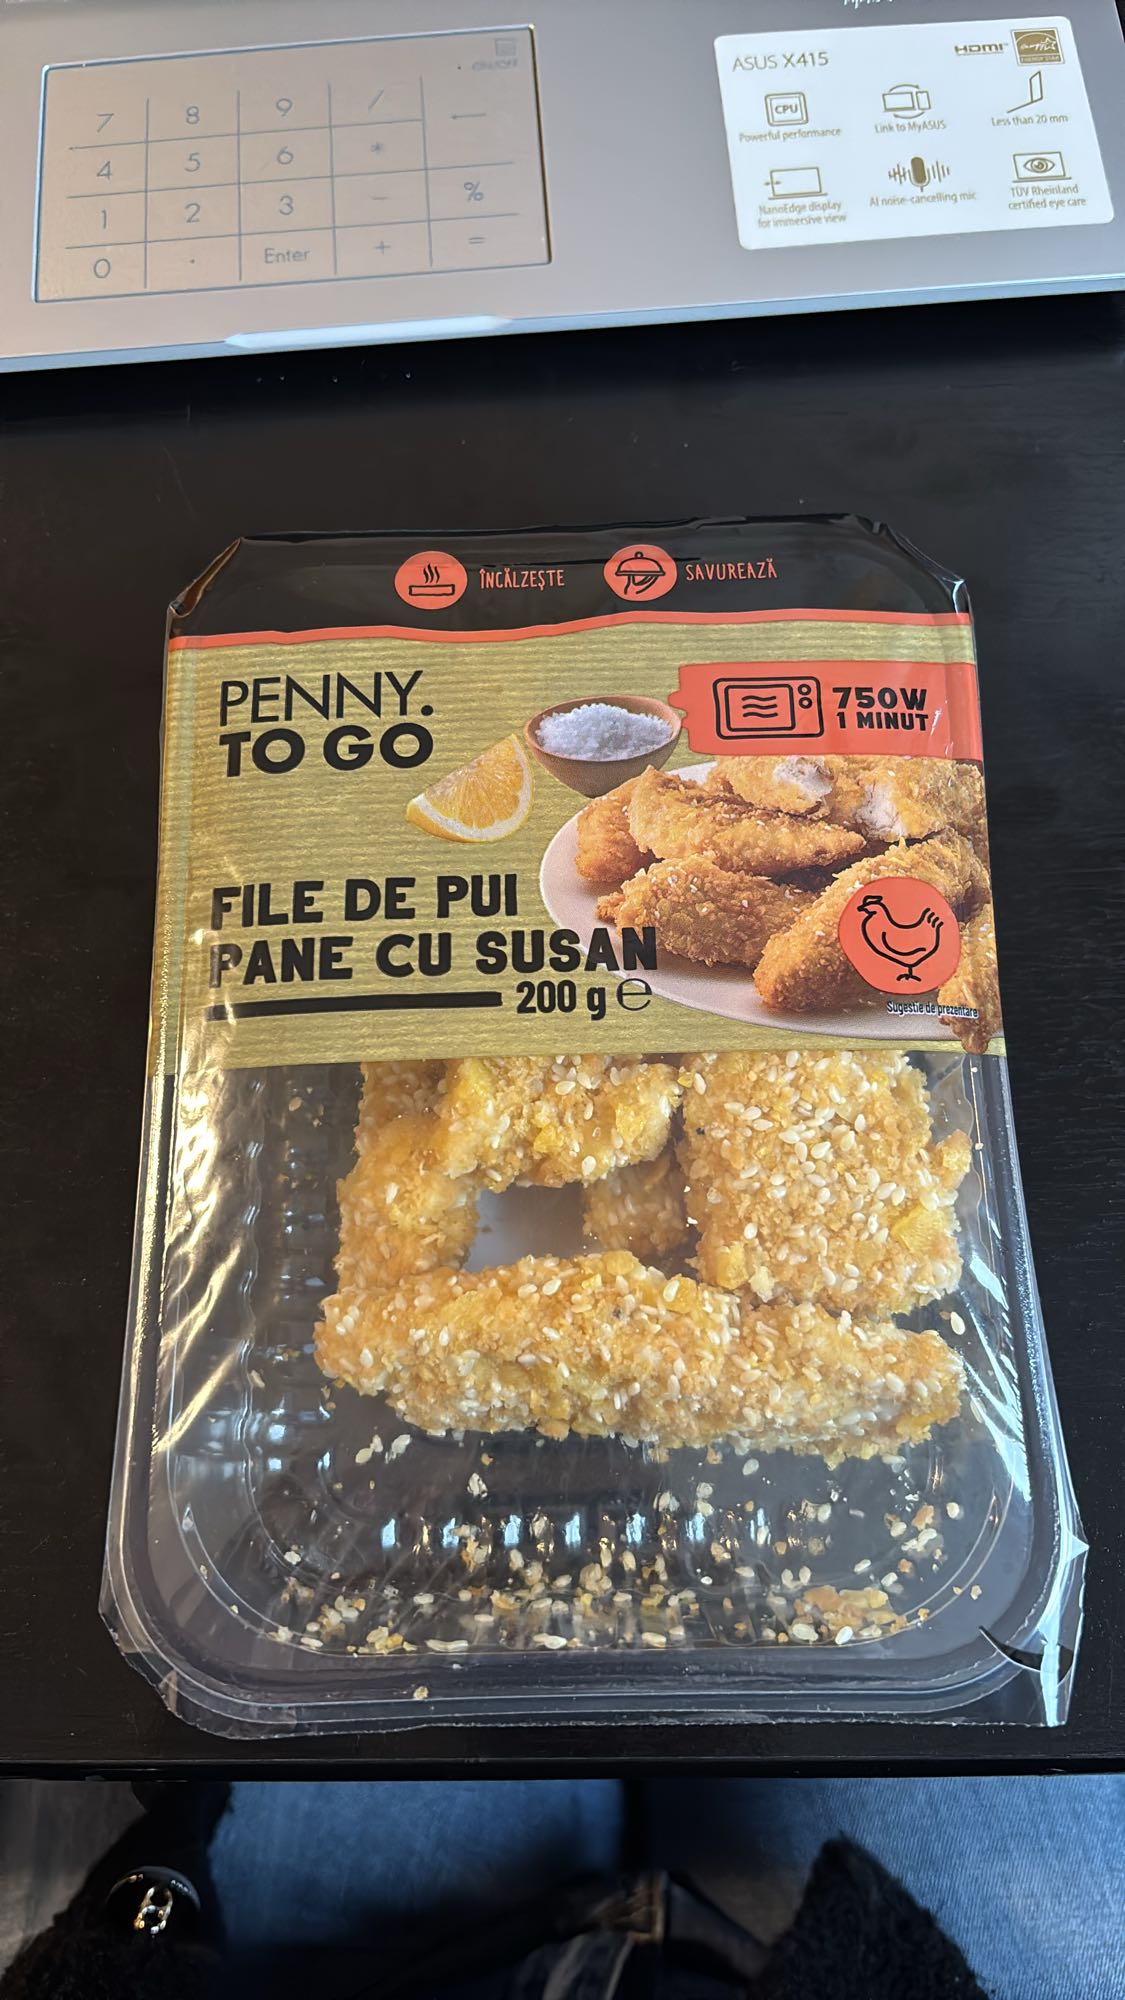 7 8 9 / ←
4 5 6 *
1 2 3 - %
0 . Enter + =
ASUS X415
HDMI
CPU
Powerful performance
Link to MyASUS
Less than 20 mm
NanoEdge display
for immersive view
AI noise-cancelling mic
TÜV Rheinland
certified eye care
ÎNCĂLZEȘTE
SAVUREAZĂ
PENNY.
TO GO
750W
1 MINUT
FILE DE PUI
PANE CU SUSAN
200 g ℮
Sugestie de prezentare